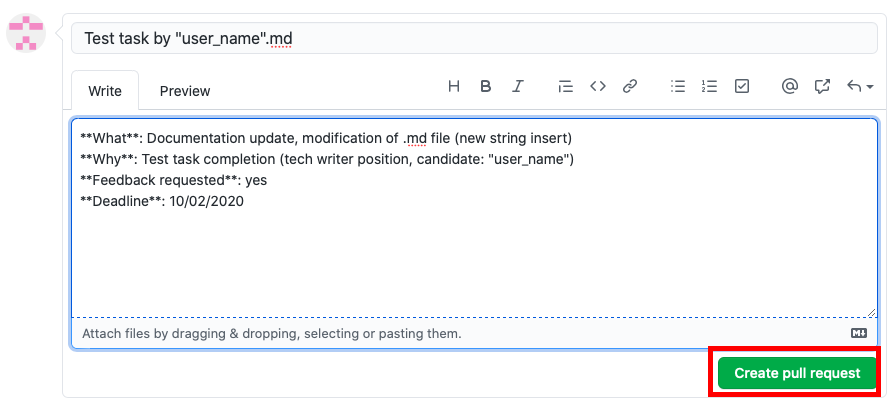 Test task by "user_name".md
Write Preview H B I @
**What**: Documentation update, modification of .md file (new string insert)
**Why**: Test task completion (tech writer position, candidate: "user_name")
**Feedback requested**: yes
**Deadline**: 10/02/2020
Attach files by dragging & dropping, selecting or pasting them.
Create pull request